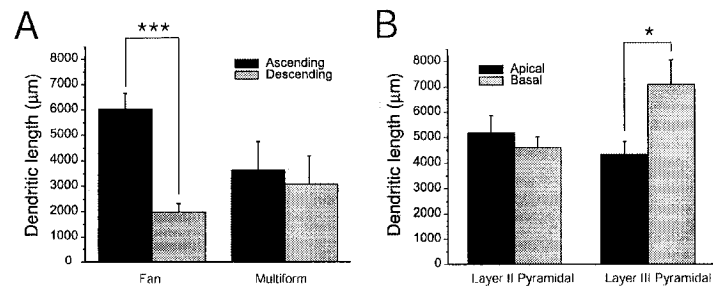 A
***
Dendritic length (μm)
8000
7000
6000
5000
4000
3000
2000
1000
0
Ascending
Descending
Fan
Multiform
B
*
Dendritic length (μm)
8000
7000
6000
5000
4000
3000
2000
1000
0
Apical
Basal
Layer II Pyramidal
Layer III Pyramidal